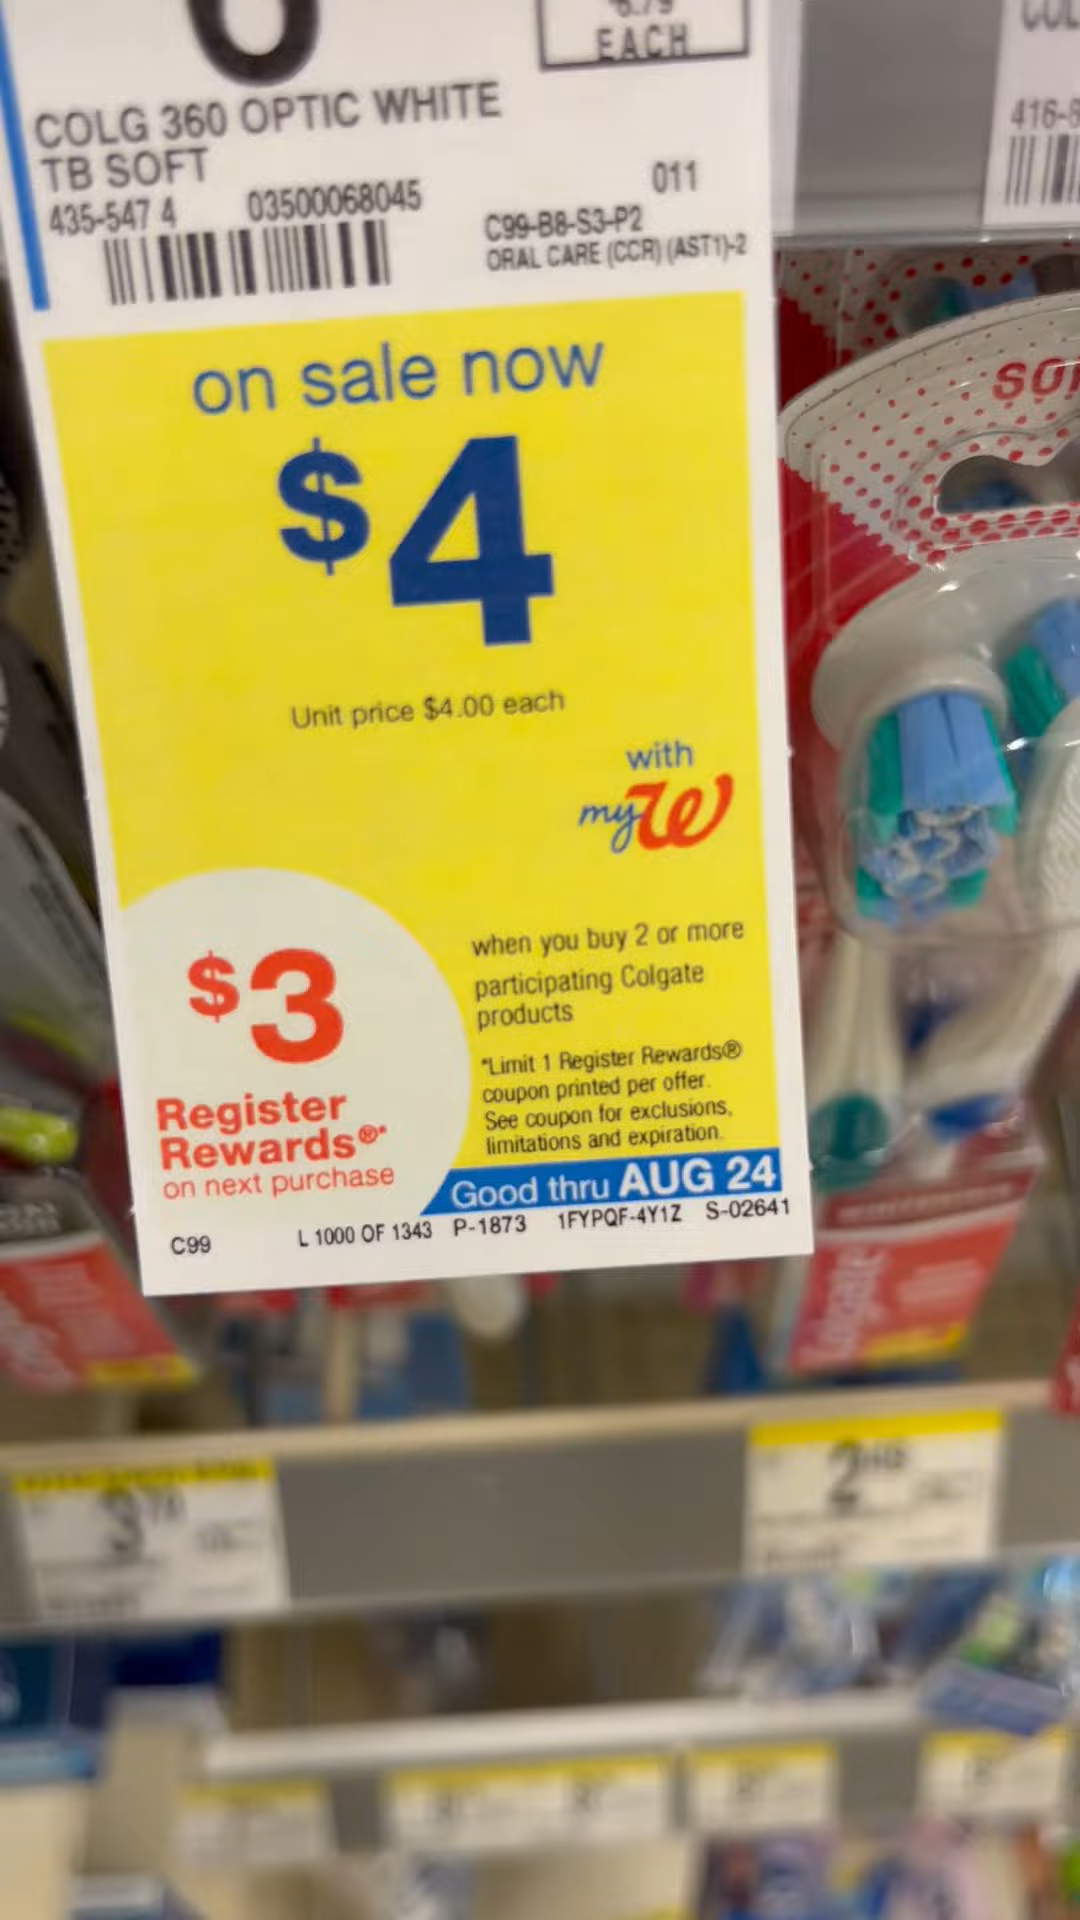 EACH
COLG 360 OPTIC WHITE
TB SOFT
011
435-547 4 03500068045
C99-B8-S3-P2
ORAL CARE (CCR) (AST1)-2
416-8
on sale now
$4
Unit price $4.00 each
with
myW
$3
Register
Rewards®*
on next purchase
when you buy 2 or more
participating Colgate
products
*Limit 1 Register Rewards®
coupon printed per offer.
See coupon for exclusions,
limitations and expiration.
Good thru AUG 24
C99 L 1000 OF 1343 P-1873 1FYPQF-4Y1Z S-02641
Colgate